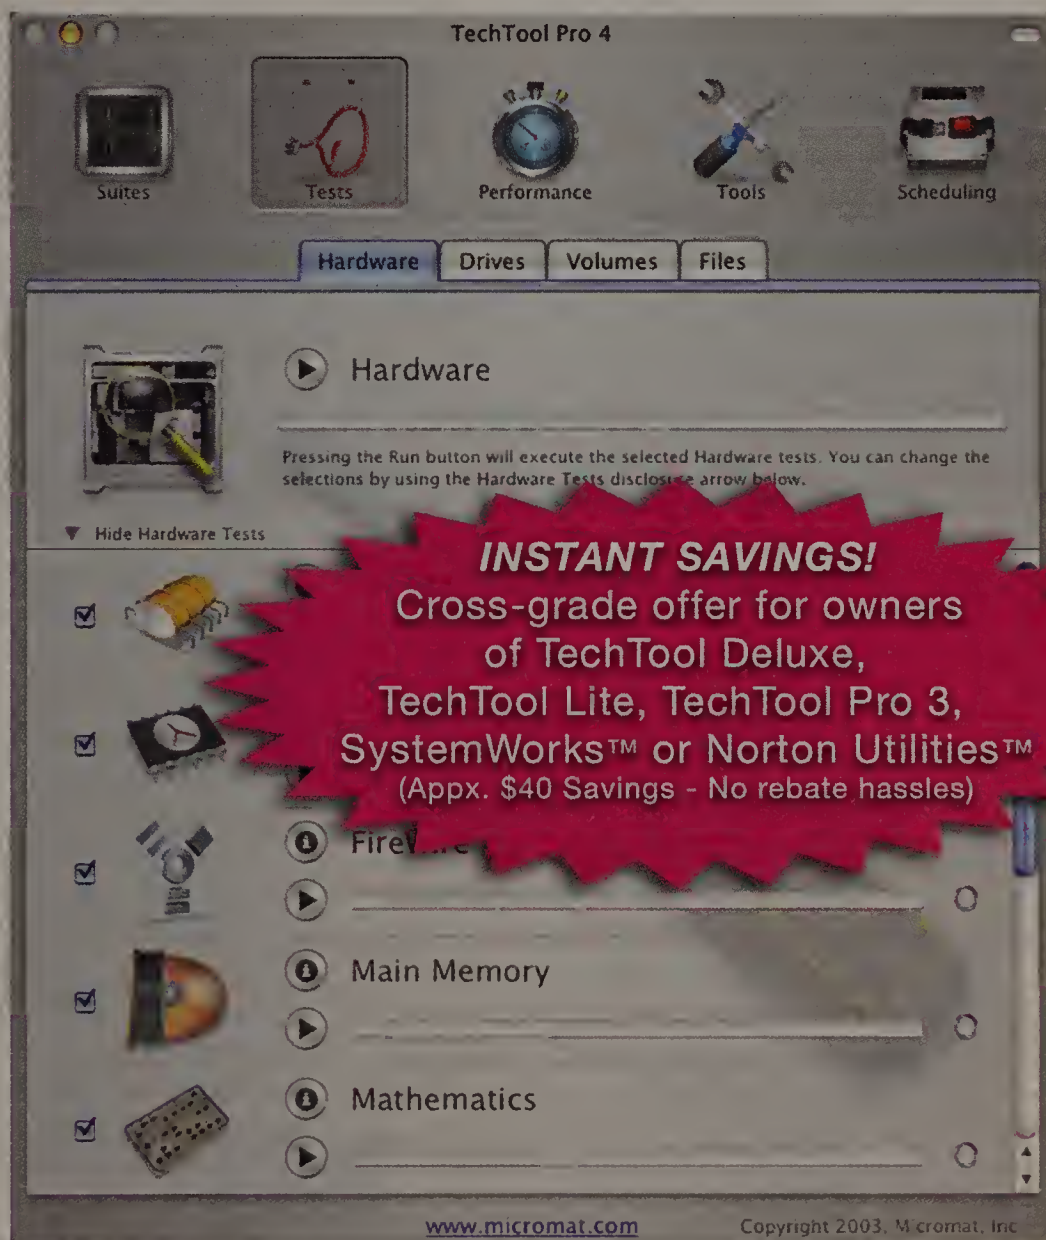 TechTool Pro 4
Suites
Tests
Performance
Tools
Scheduling
Hardware
Drives
Volumes
Files
Hardware
Pressing the Run button will execute the selected Hardware tests. You can change the
selections by using the Hardware Tests disclosure arrow below.
Hide Hardware Tests
INSTANT SAVINGS!
Cross-grade offer for owners
of TechTool Deluxe,
TechTool Lite, TechTool Pro 3,
SystemWorks™ or Norton Utilities™
(Appx. $40 Savings - No rebate hassles)
FireWire
Main Memory
Mathematics
www.micromat.com
Copyright 2003, Micromat, Inc